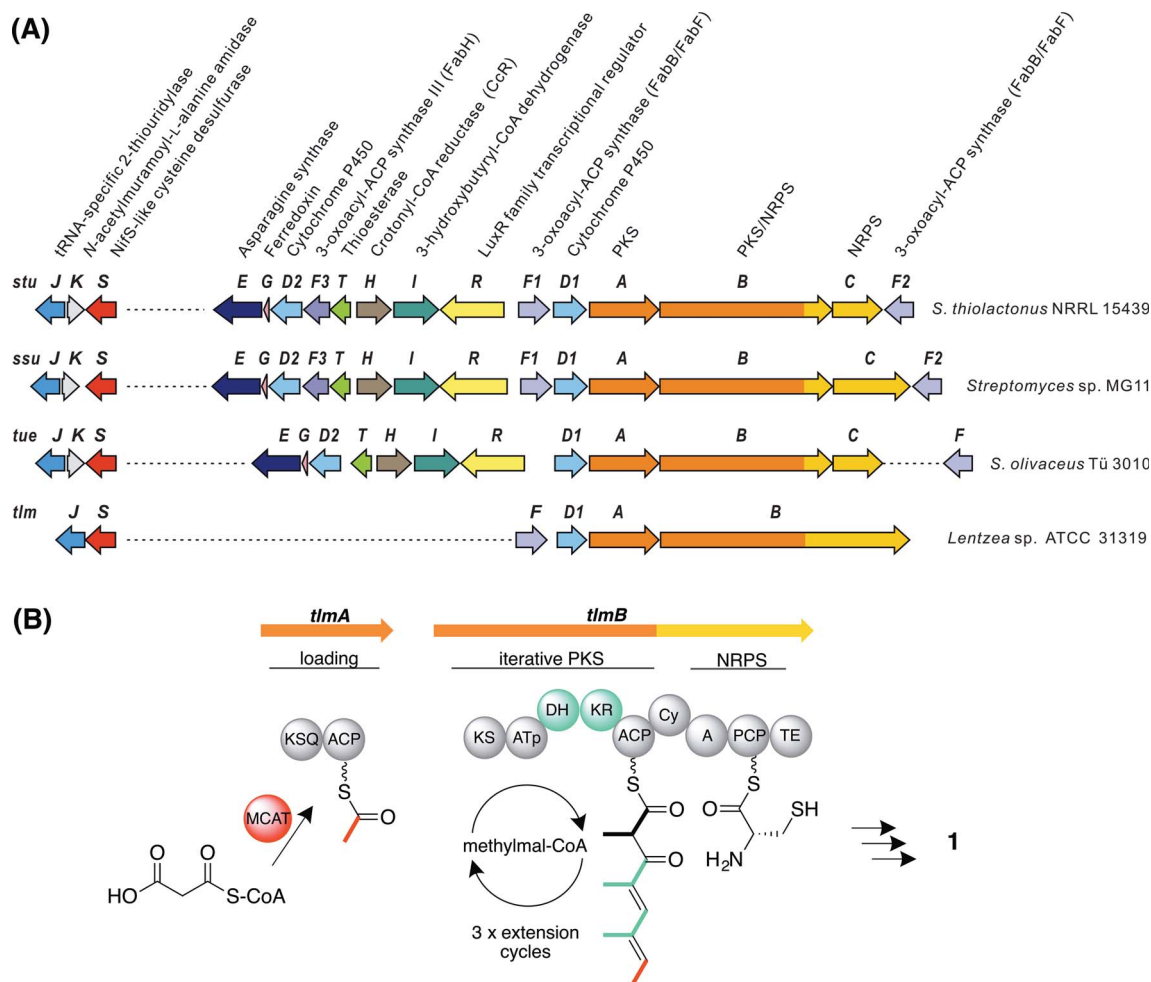 (A)
tRNA-specific 2-thiouridylase
N-acetylmuramoyl-L-alanine amidase
NifS-like cysteine desulfurase
Asparagine synthase
Ferredoxin
Cytochrome P450
3-oxoacyl-ACP synthase III (FabH)
Thioesterase
Crotonyl-CoA reductase (CcR)
3-hydroxybutyryl-CoA dehydrogenase
LuxR family transcriptional regulator
3-oxoacyl-ACP synthase (FabB/FabF)
Cytochrome P450
PKS
PKS/NRPS
NRPS
3-oxoacyl-ACP synthase (FabB/FabF)
stu J K S E G D2 F3 T H I R F1 D1 A B C F2
S. thiolactonus NRRL 15439
ssu J K S E G D2 F3 T H I R F1 D1 A B C F2
Streptomyces sp. MG11
tue J K S E G D2 T H I R D1 A B C F
S. olivaceus Tü 3010
tlm J S F D1 A B
Lentzea sp. ATCC 31319
(B)
tlmA tlmB
loading iterative PKS NRPS
DH KR
KSQ ACP KS ATp ACP Cy A PCP TE
S S S
MCAT O O O SH
methylmal-CoA
O O O H2N 1
HO S-CoA
3 x extension
cycles